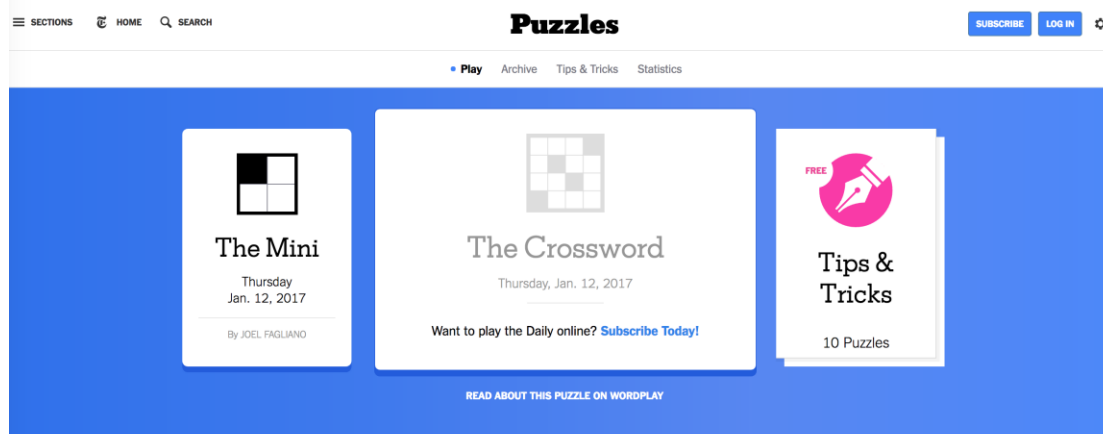 SECTIONS HOME SEARCH Puzzles SUBSCRIBE LOG IN
Play Archive Tips & Tricks Statistics
The Mini
Thursday
Jan. 12, 2017
By JOEL FAGLIANO
The Crossword
Thursday, Jan. 12, 2017
Want to play the Daily online? Subscribe Today!
FREE
Tips &
Tricks
10 Puzzles
READ ABOUT THIS PUZZLE ON WORDPLAY